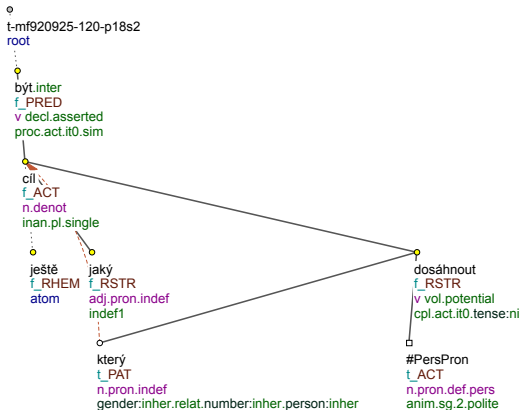 t-mf920925-120-p18s2
root
být.inter
f_PRED
v decl.asserted
proc.act.it0.sim
cíl
f_ACT
n.denot
inan.pl.single
ještě
f_RHEM
atom
jaký
f_RSTR
adj.pron.indef
indef1
dosáhnout
f_RSTR
v vol.potential
cpl.act.it0.tense:ni
který
t_PAT
n.pron.indef
gender:inher.relat.number:inher.person:inher
#PersPron
t_ACT
n.pron.def.pers
anim.sg.2.polite